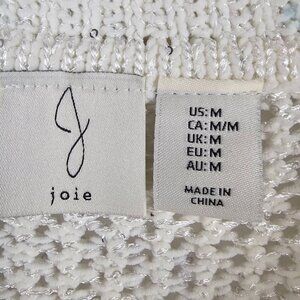 J
joie
US: M
CA: M/M
UK: M
EU: M
AU: M
MADE IN
CHINA